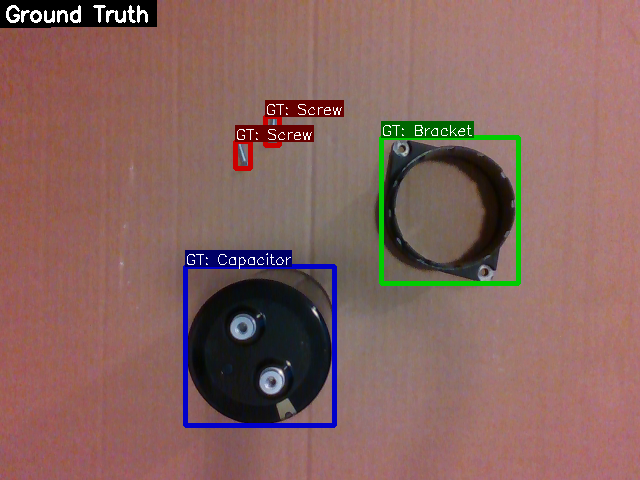 Ground Truth
GT: Screw
GT: Screw
GT: Bracket
GT: Capacitor